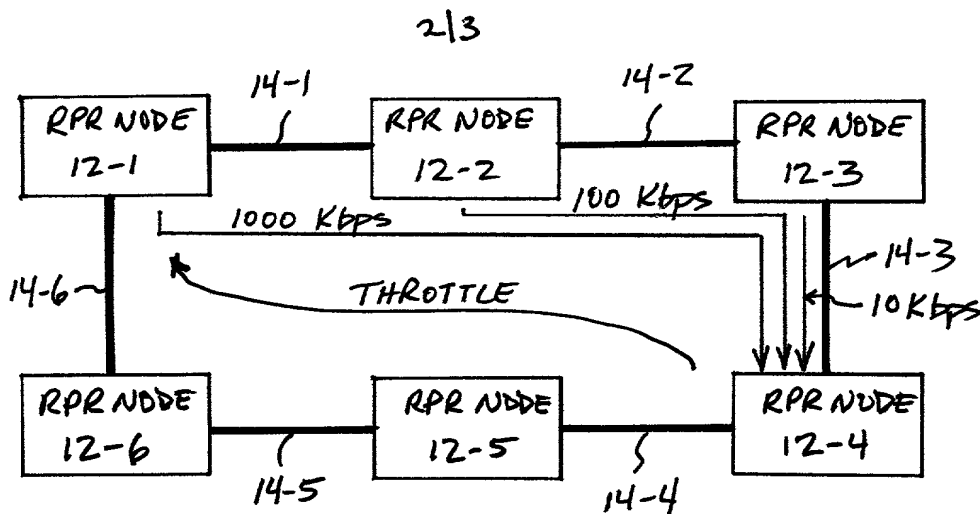 2/3
14-1
14-2
RPR NODE
12-1
RPR NODE
12-2
RPR NODE
12-3
100 Kbps
1000 Kbps
14-3
14-6
THROTTLE
10 Kbps
RPR NODE
12-6
RPR NODE
12-5
RPR NODE
12-4
14-5
14-4